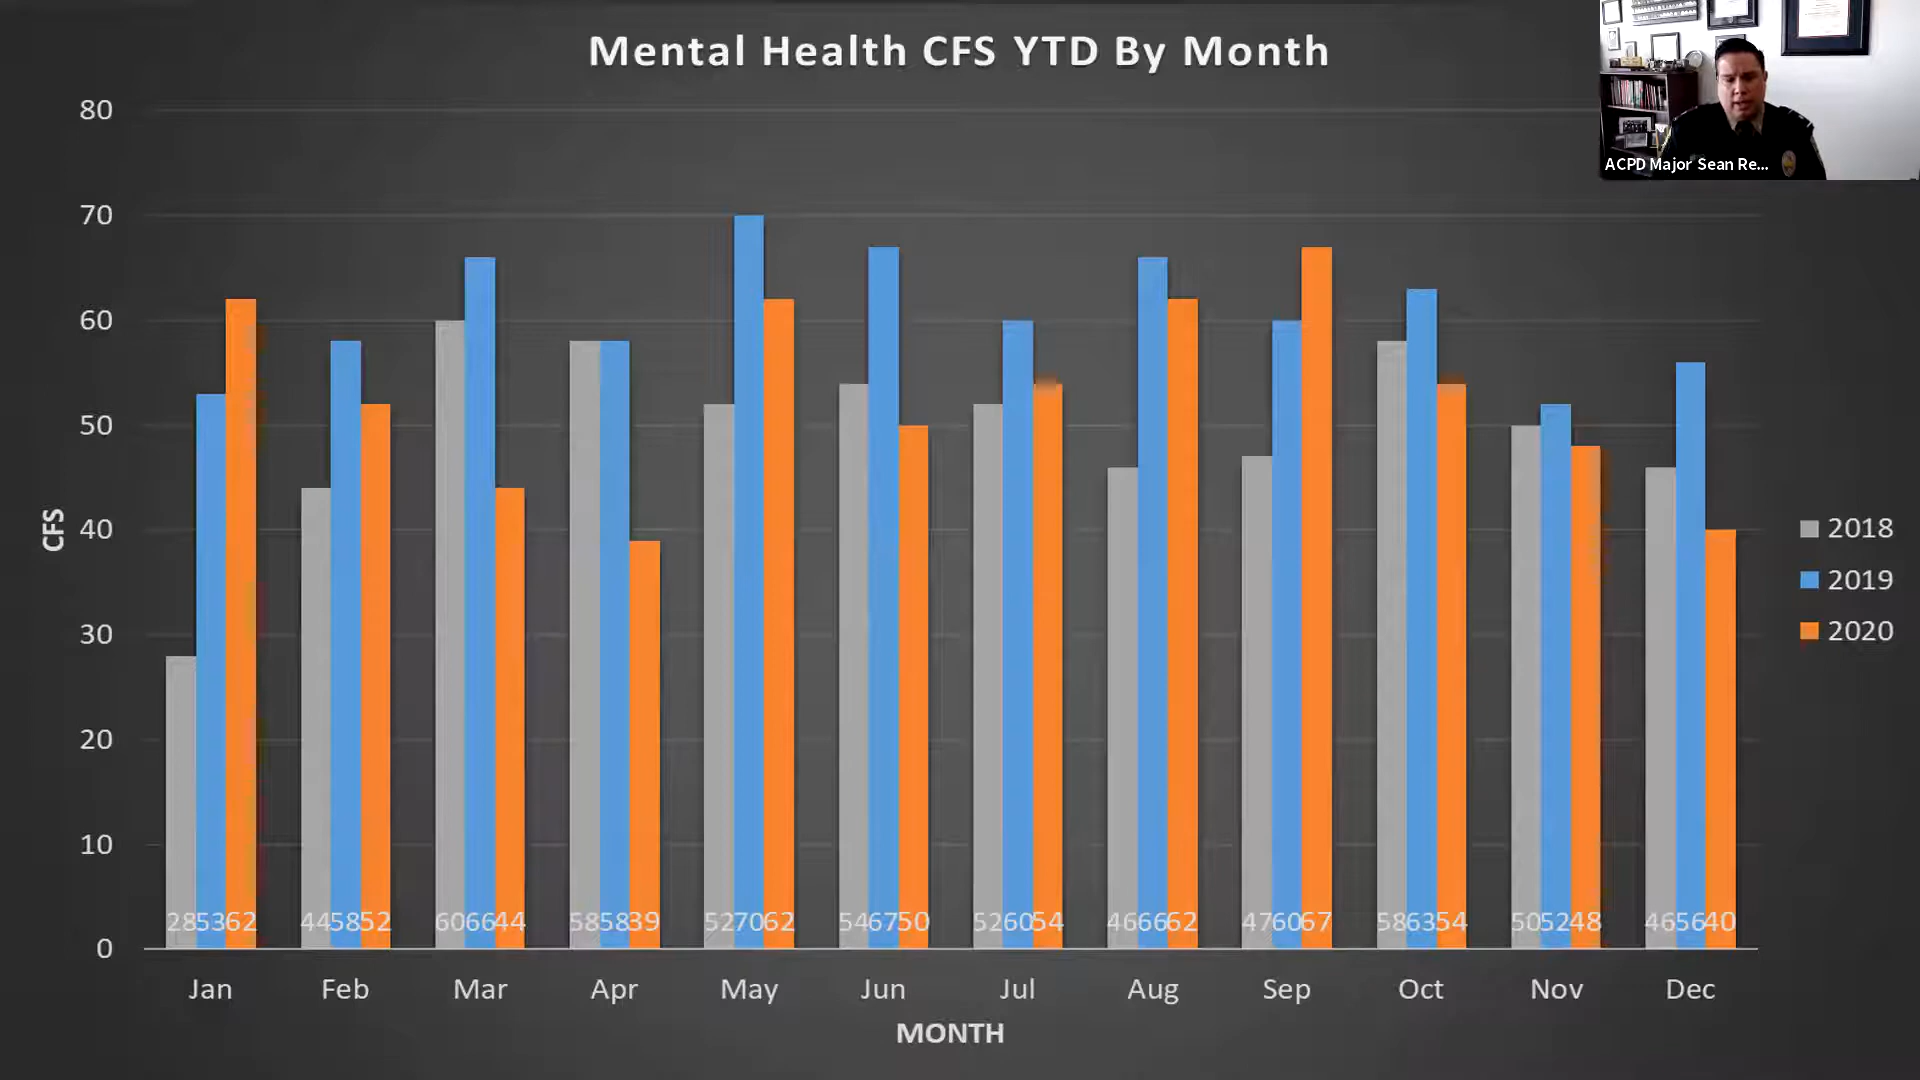 Mental Health CFS YTD By Month
ACPD Major Sean Re...
80
70
60
50
40
30
20
10
0
CFS
285362
445852
606644
585839
527062
546750
526054
466662
476067
586354
505248
465640
Jan
Feb
Mar
Apr
May
Jun
Jul
Aug
Sep
Oct
Nov
Dec
MONTH
2018
2019
2020